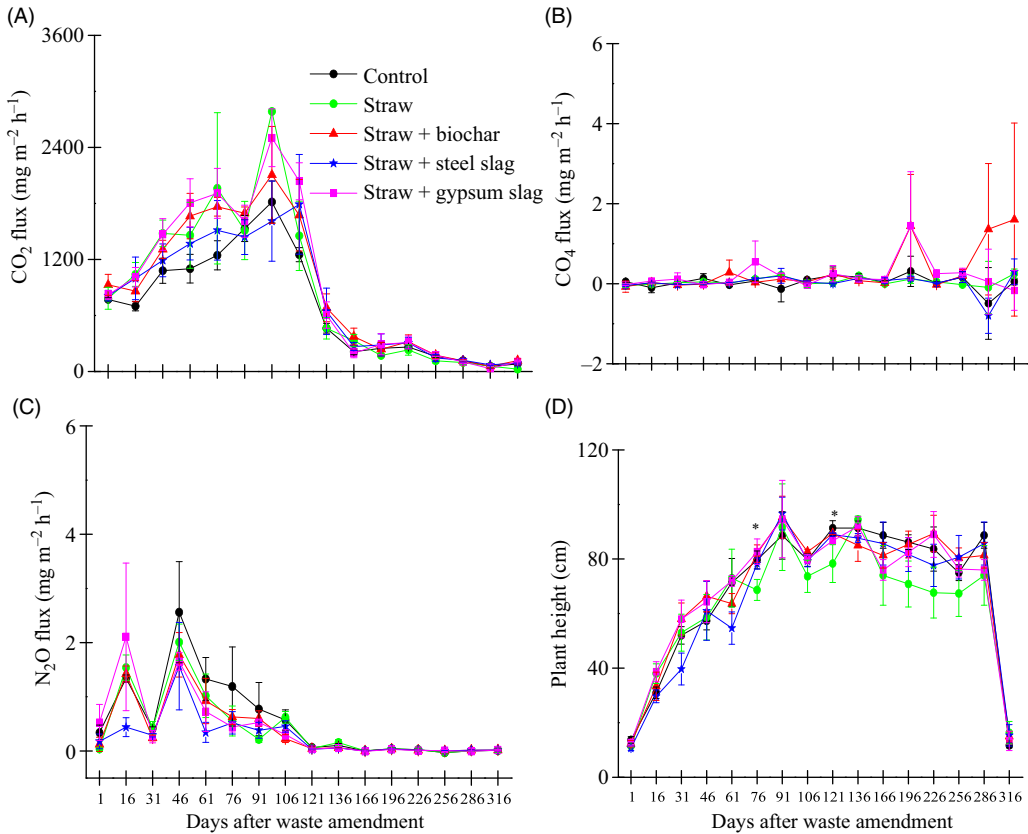 (A)
3600
2400
1200
0
CO₂ flux (mg m⁻² h⁻¹)
Control
Straw
Straw + biochar
Straw + steel slag
Straw + gypsum slag
(B)
6
4
2
0
–2
CO₄ flux (mg m⁻² h⁻¹)
(C)
6
4
2
0
N₂O flux (mg m⁻² h⁻¹)
1 16 31 46 61 76 91 106 121 136 166 196 226 256 286 316
Days after waste amendment
(D)
120
80
40
0
Plant height (cm)
* *
1 16 31 46 61 76 91 106 121 136 166 196 226 256 286 316
Days after waste amendment